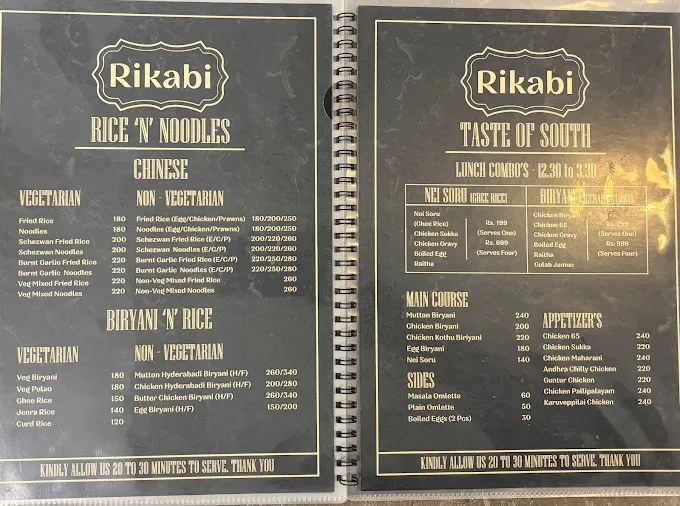 Rikabi
RICE 'N' NOODLES
CHINESE
VEGETARIAN
Fried Rice 180
Noodles 180
Schezwan Fried Rice 200
Schezwan Noodles 200
Burnt Garlic Fried Rice 220
Burnt Garlic Noodles 220
Veg Mixed Fried Rice 220
Veg Mixed Noodles 220
NON - VEGETARIAN
Fried Rice (Egg/Chicken/Prawns) 180/200/250
Noodles (Egg/Chicken/Prawns) 180/200/250
Schezwan Fried Rice (E/C/P) 200/220/260
Schezwan Noodles (E/C/P) 200/220/260
Burnt Garlic Fried Rice (E/C/P) 220/250/280
Burnt Garlic Noodles (E/C/P) 220/250/280
Non-Veg Mixed Fried Rice 260
Non-Veg Mixed Noodles 260
BIRYANI 'N' RICE
VEGETARIAN
Veg Biryani 180
Veg Pulao 180
Ghee Rice 150
Jeera Rice 140
Curd Rice 120
NON - VEGETARIAN
Mutton Hyderabadi Biryani (H/F) 260/340
Chicken Hyderabadi Biryani (H/F) 200/280
Butter Chicken Biryani (H/F) 260/340
Egg Biryani (H/F) 150/200
KINDLY ALLOW US 20 TO 30 MINUTES TO SERVE. THANK YOU
Rikabi
TASTE OF SOUTH
LUNCH COMBO'S - 12.30 to 3.30
NEI SORU (GHEE RICE)
Nei Soru
(Ghee Rice)
Chicken Sukka
Chicken Gravy
Boiled Egg
Raitha
Rs. 199
(Serves One)
Rs. 699
(Serves Four)
BIRYANI
Chicken Biryani
Chicken 65
Chicken Gravy
Boiled Egg
Raitha
Gulab Jamun
Rs.
(Serves One)
Rs. 999
(Serves Four)
MAIN COURSE
Mutton Biryani 240
Chicken Biryani 200
Chicken Kothu Biriyani 220
Egg Biryani 180
Nei Soru 140
SIDES
Masala Omlette 60
Plain Omlette 50
Boiled Eggs (2 Pcs) 30
APPETIZER'S
Chicken 65 240
Chicken Sukka 220
Chicken Maharani 240
Andhra Chilly Chicken 220
Guntur Chicken 220
Chicken Pallipalayam 240
Karuveppilai Chicken 240
KINDLY ALLOW US 20 TO 30 MINUTES TO SERVE. THANK YOU